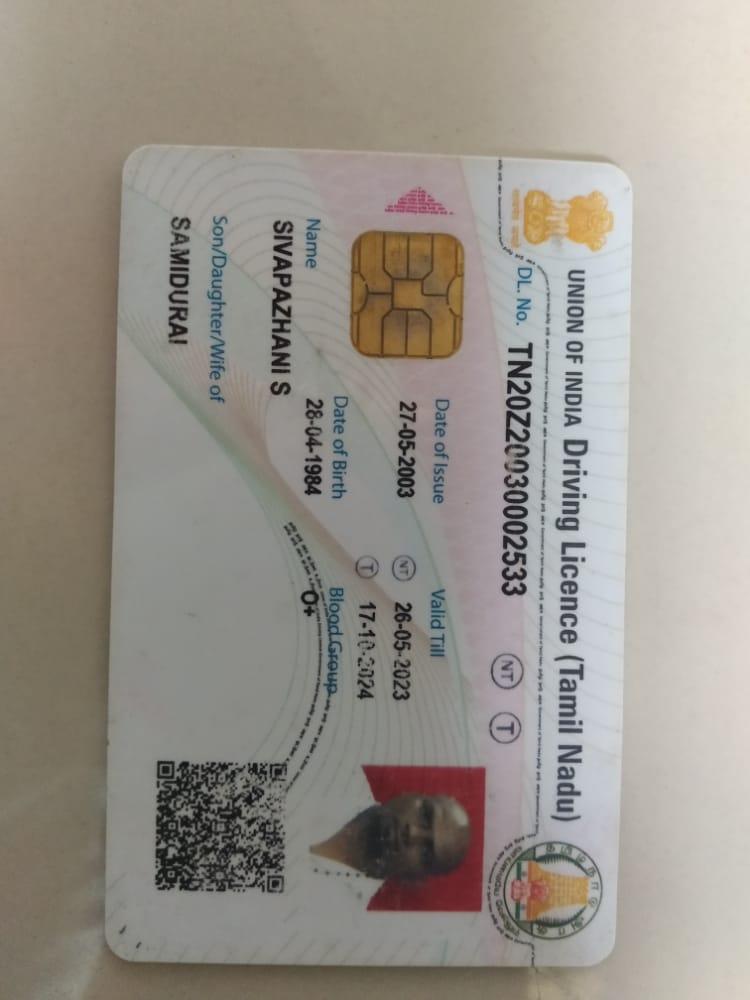 UNION OF INDIA Driving Licence (Tamil Nadu)
DL. No. TN20Z20030002533 NT T
Date of Issue Valid Till
27-05-2003 NT 26-05-2023
T 17-10-2024
Name Date of Birth Blood Group
SIVAPAZHANI S 28-04-1984 O+
Son/Daughter/Wife of
SAMIDURAI